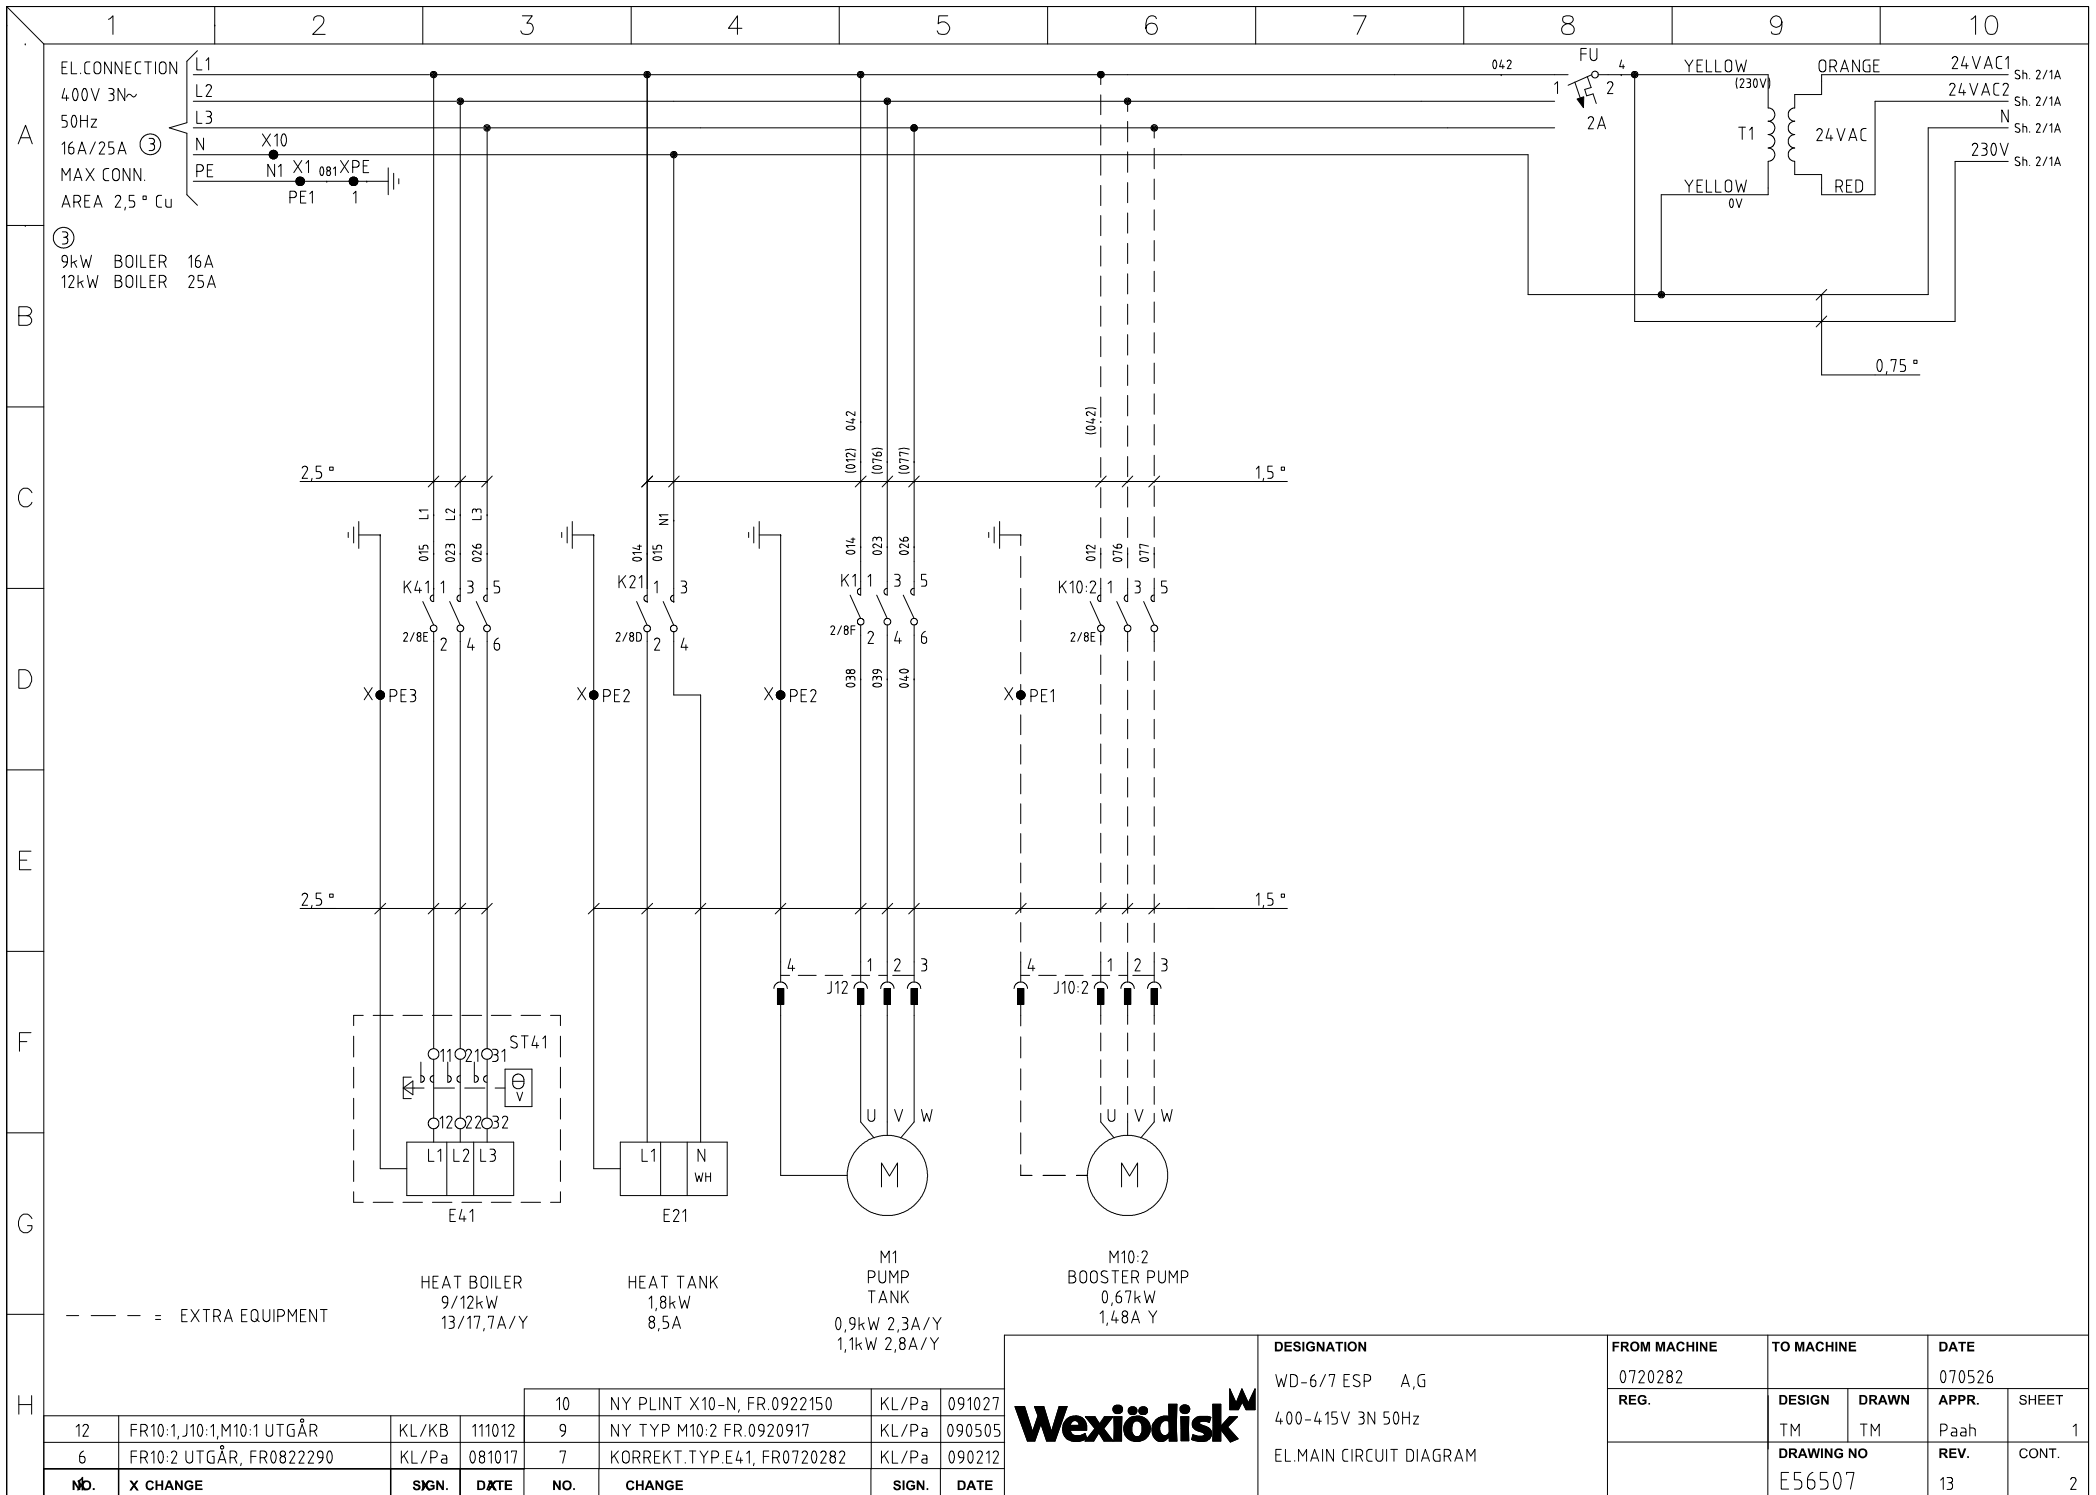 1 2 3 4 5 6 7 8 9 10
A
B
C
D
E
F
G
H
EL.CONNECTION
400V 3N~
50Hz
16A/25A ③
MAX CONN.
AREA 2,5 ¤ Cu
L1
L2
L3
N
PE
X10
N1
X1
PE1
081
XPE
1
③
9kW BOILER 16A
12kW BOILER 25A
042
FU
1
4
2
2A
YELLOW
(230V)
T1
YELLOW
0V
ORANGE
24VAC
RED
24VAC1 Sh. 2/1A
24VAC2 Sh. 2/1A
N Sh. 2/1A
230V Sh. 2/1A
0,75 ¤
042
(012) (076) (077)
(042)
2,5 ¤
1,5 ¤
L1 L2 L3
N1
015 023 026
014 015
014 023 026
012 076 077
K41 1 3 5
2/8E 2 4 6
K21 1 3
2/8D 2 4
K1 1 3 5
2/8F 2 4 6
K10:2 1 3 5
2/8E
038 039 040
X PE3
X PE2
X PE2
X PE1
2,5 ¤
1,5 ¤
4 1 2 3
J12
4 1 2 3
J10:2
ST41
11 21 31
Θ
V
12 22 32
L1 L2 L3
E41
L1 N
WH
E21
U V W
M
U V W
M
HEAT BOILER
9/12kW
13/17,7A/Y
HEAT TANK
1,8kW
8,5A
M1
PUMP
TANK
0,9kW 2,3A/Y
1,1kW 2,8A/Y
M10:2
BOOSTER PUMP
0,67kW
1,48A Y
= EXTRA EQUIPMENT
10 NY PLINT X10-N, FR.0922150 KL/Pa 091027
12 FR10:1,J10:1,M10:1 UTGÅR KL/KB 111012 9 NY TYP M10:2 FR.0920917 KL/Pa 090505
6 FR10:2 UTGÅR, FR0822290 KL/Pa 081017 7 KORREKT.TYP.E41, FR0720282 KL/Pa 090212
NO. X CHANGE SIGN. DATE NO. CHANGE SIGN. DATE
Wexiödisk
DESIGNATION
WD-6/7 ESP A,G
400-415V 3N 50Hz
EL.MAIN CIRCUIT DIAGRAM
FROM MACHINE
0720282
TO MACHINE
DATE
070526
REG.
DESIGN
TM
DRAWN
TM
APPR.
Paah
SHEET
1
DRAWING NO
E56507
REV.
13
CONT.
2